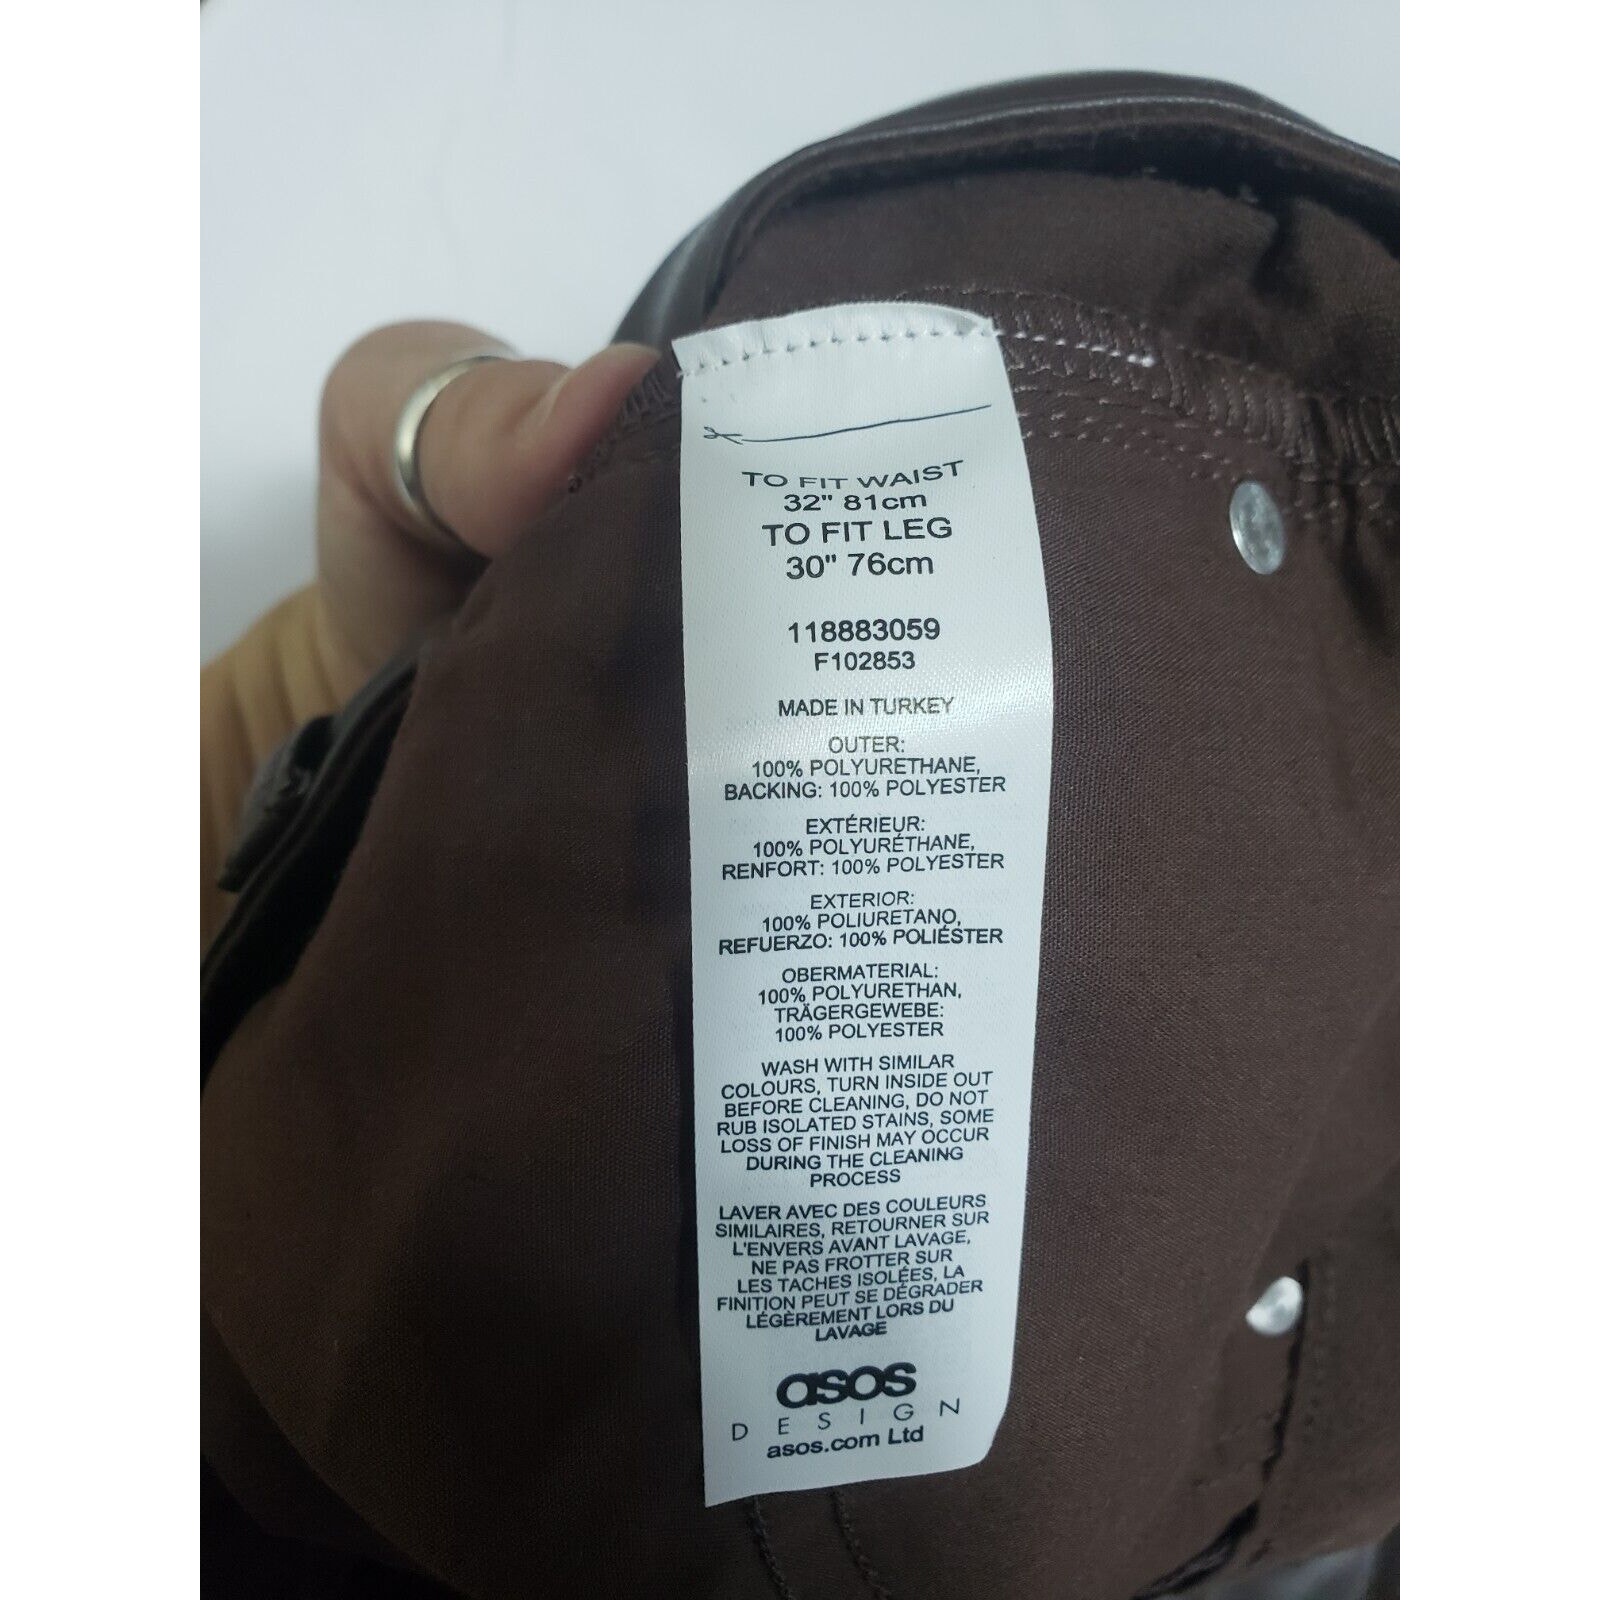 TO FIT WAIST
32" 81cm
TO FIT LEG
30" 76cm
118883059
F102853
MADE IN TURKEY
OUTER:
100% POLYURETHANE,
BACKING: 100% POLYESTER
EXTÉRIEUR:
100% POLYURÉTHANE,
RENFORT: 100% POLYESTER
EXTERIOR:
100% POLIURETANO,
REFUERZO: 100% POLIÉSTER
OBERMATERIAL:
100% POLYURETHAN,
TRÄGERGEWEBE:
100% POLYESTER
WASH WITH SIMILAR
COLOURS, TURN INSIDE OUT
BEFORE CLEANING, DO NOT
RUB ISOLATED STAINS, SOME
LOSS OF FINISH MAY OCCUR
DURING THE CLEANING
PROCESS
LAVER AVEC DES COULEURS
SIMILAIRES, RETOURNER SUR
L'ENVERS AVANT LAVAGE,
NE PAS FROTTER SUR
LES TACHES ISOLÉES, LA
FINITION PEUT SE DÉGRADER
LÉGÈREMENT LORS DU
LAVAGE
asos
DESIGN
asos.com Ltd